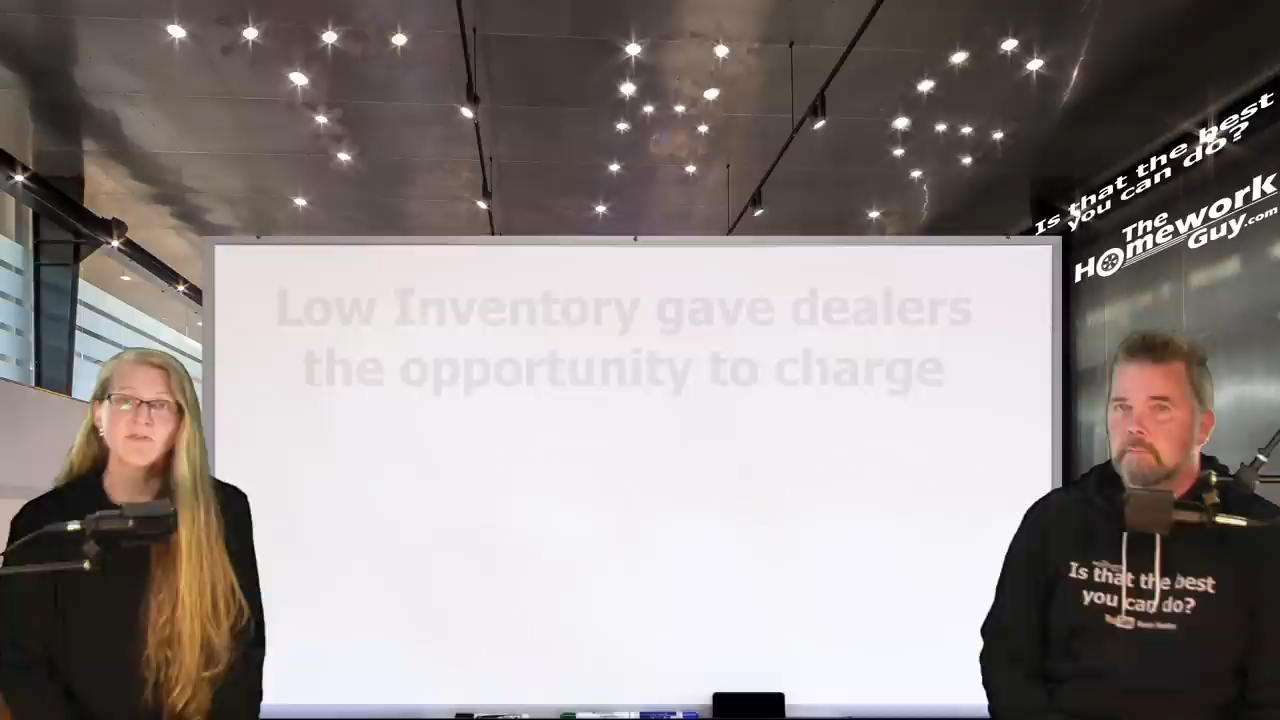 Is that the best
you can do?
The
Homework
Guy.com
Low Inventory gave dealers
the opportunity to charge
Is that the best
you can do?